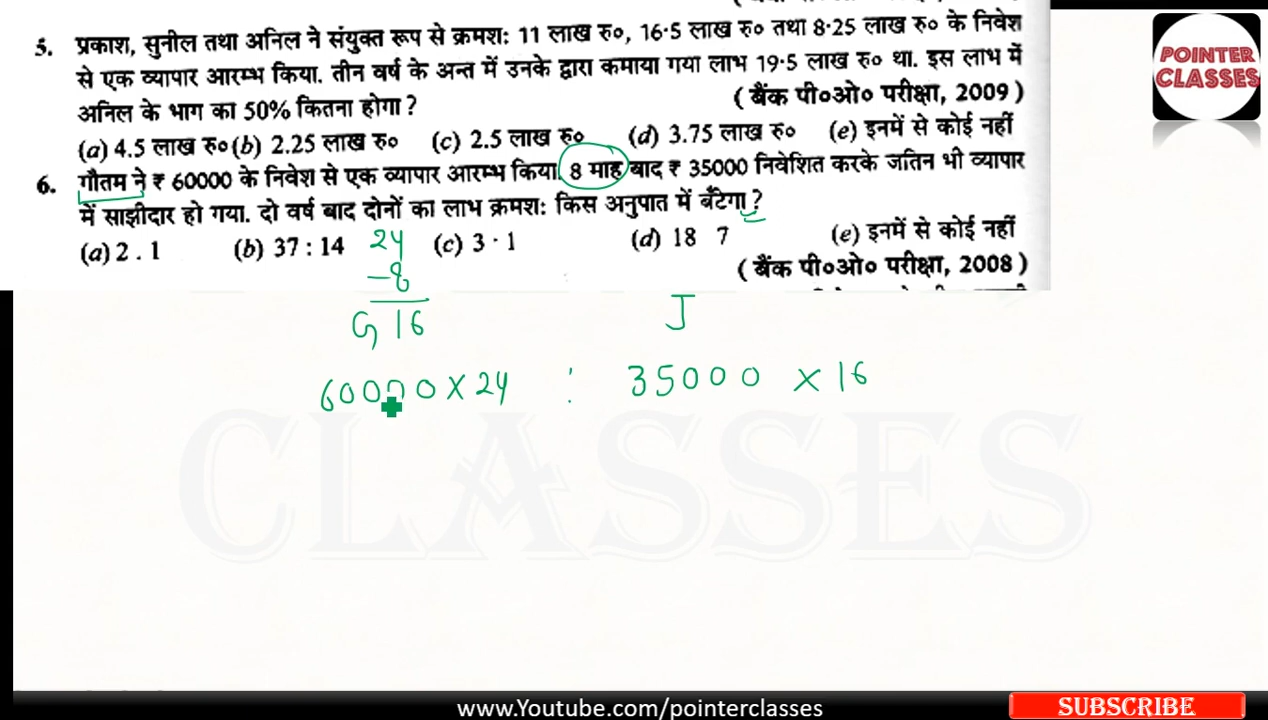 5. प्रकाश, सुनील तथा अनिल ने संयुक्त रूप से क्रमश: 11 लाख रु०, 16·5 लाख रु० तथा 8·25 लाख रु० के निवेश
से एक व्यापार आरम्भ किया. तीन वर्ष के अन्त में उनके द्वारा कमाया गया लाभ 19·5 लाख रु० था. इस लाभ में
अनिल के भाग का 50% कितना होगा ? ( बैंक पी०ओ० परीक्षा, 2009 )
(a) 4.5 लाख रु० (b) 2.25 लाख रु० (c) 2.5 लाख रु० (d) 3.75 लाख रु० (e) इनमें से कोई नहीं
6. गौतम ने ₹ 60000 के निवेश से एक व्यापार आरम्भ किया. 8 माह बाद ₹ 35000 निवेशित करके जतिन भी व्यापार
में साझीदार हो गया. दो वर्ष बाद दोनों का लाभ क्रमश: किस अनुपात में बँटेगा ?
(a) 2 . 1 (b) 37 : 14 (c) 3 · 1 (d) 18 7 (e) इनमें से कोई नहीं
( बैंक पी०ओ० परीक्षा, 2008 )
24
-8
G 16 J
60000 x 24 : 35000 x 16
POINTER
CLASSES
CLASSES
www.Youtube.com/pointerclasses
SUBSCRIBE